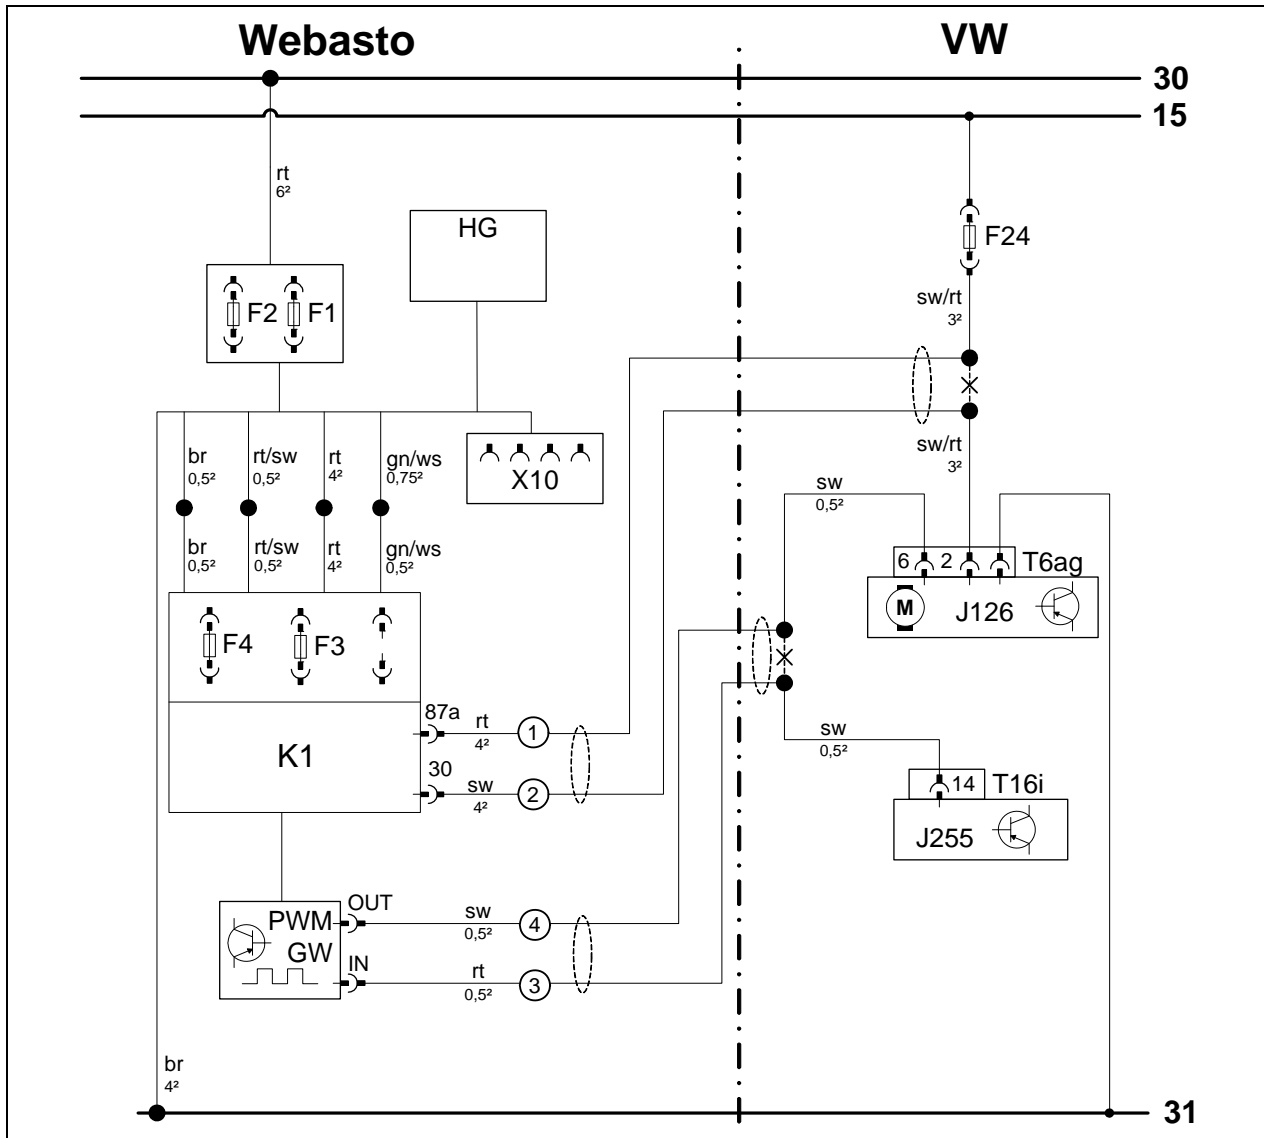 Webasto VW
30
15
rt
6²
HG
F24
F2 F1
sw/rt
3²
br rt/sw rt gn/ws
0,5² 0,5² 4² 0,75²
X10
sw/rt
3²
sw
0,5²
br rt/sw rt gn/ws
0,5² 0,5² 4² 0,5²
6 2 T6ag
M J126
F4 F3
87a
rt 1
4²
K1
sw
0,5²
30
sw 2
4²
14 T16i
J255
OUT
PWM sw 4
0,5²
GW IN
rt 3
0,5²
br
4²
31